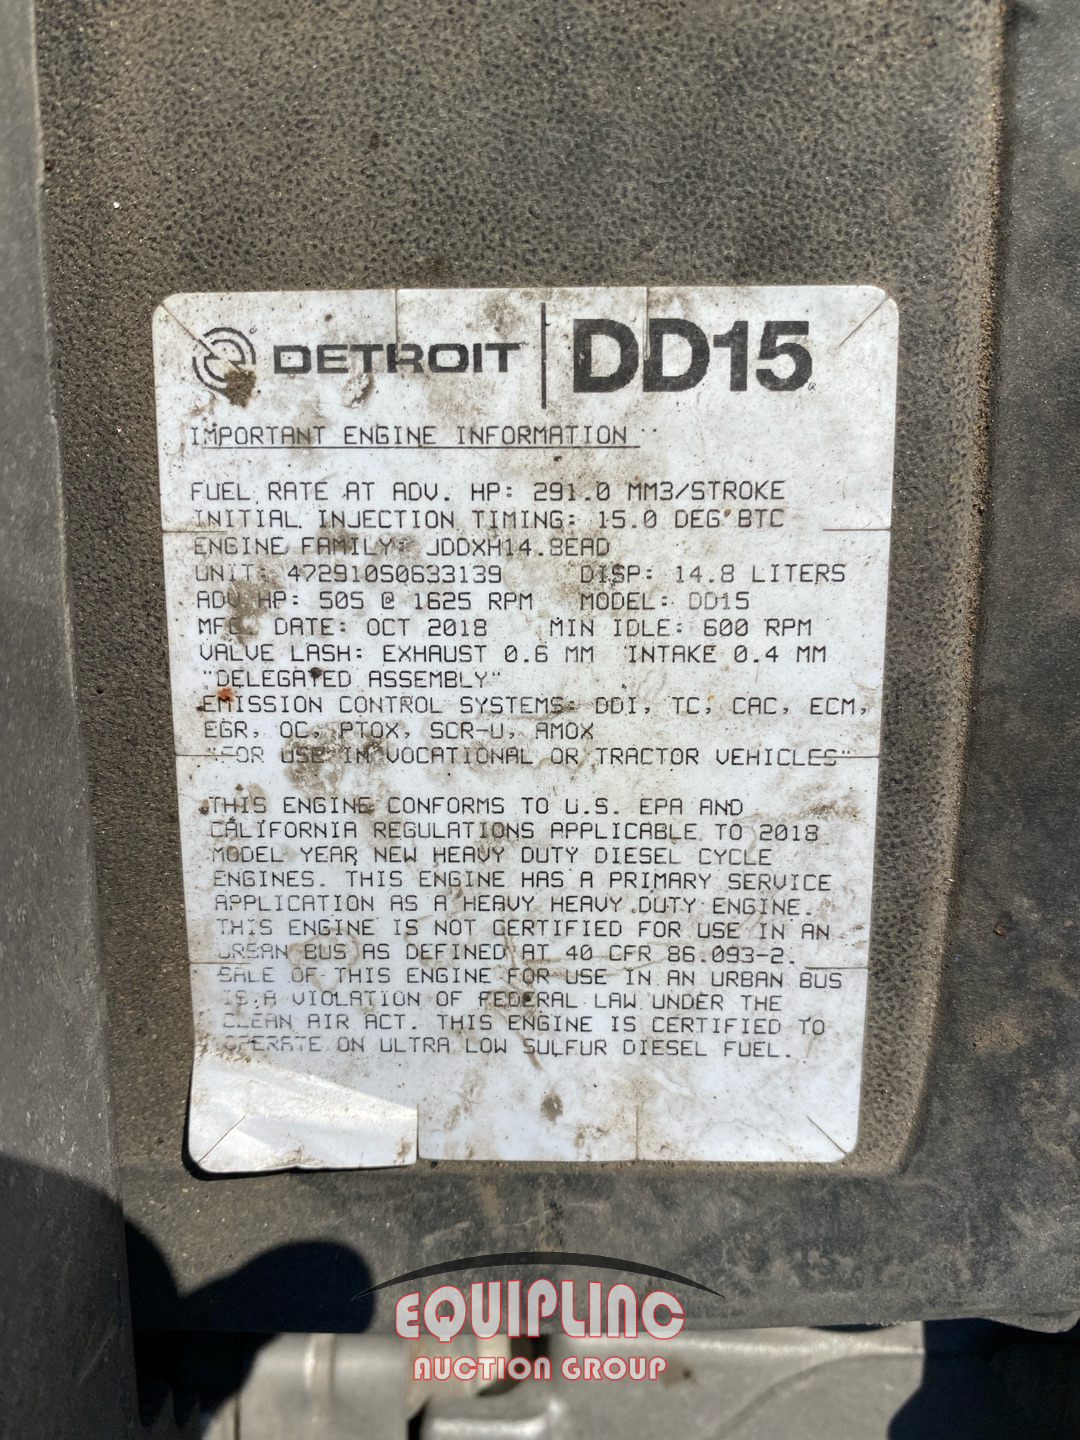 DETROIT DD15
IMPORTANT ENGINE INFORMATION
FUEL RATE AT ADV. HP: 291.0 MM3/STROKE
INITIAL INJECTION TIMING: 15.0 DEG BTC
ENGINE FAMILY: JDDXH14.8EAD
UNIT: 472910S0633139 DISP: 14.8 LITERS
ADV HP: 505 @ 1625 RPM MODEL: DD15
MFG. DATE: OCT 2018 MIN IDLE: 600 RPM
VALVE LASH: EXHAUST 0.6 MM INTAKE 0.4 MM
"DELEGATED ASSEMBLY"
EMISSION CONTROL SYSTEMS: DDI, TC, CAC, ECM,
EGR, OC, PTOX, SCR-U, AMOX
"FOR USE IN VOCATIONAL OR TRACTOR VEHICLES"
THIS ENGINE CONFORMS TO U.S. EPA AND
CALIFORNIA REGULATIONS APPLICABLE TO 2018
MODEL YEAR NEW HEAVY DUTY DIESEL CYCLE
ENGINES. THIS ENGINE HAS A PRIMARY SERVICE
APPLICATION AS A HEAVY HEAVY DUTY ENGINE.
THIS ENGINE IS NOT CERTIFIED FOR USE IN AN
URBAN BUS AS DEFINED AT 40 CFR 86.093-2.
SALE OF THIS ENGINE FOR USE IN AN URBAN BUS
IS A VIOLATION OF FEDERAL LAW UNDER THE
CLEAN AIR ACT. THIS ENGINE IS CERTIFIED TO
OPERATE ON ULTRA LOW SULFUR DIESEL FUEL.
EQUIPLINC
AUCTION GROUP